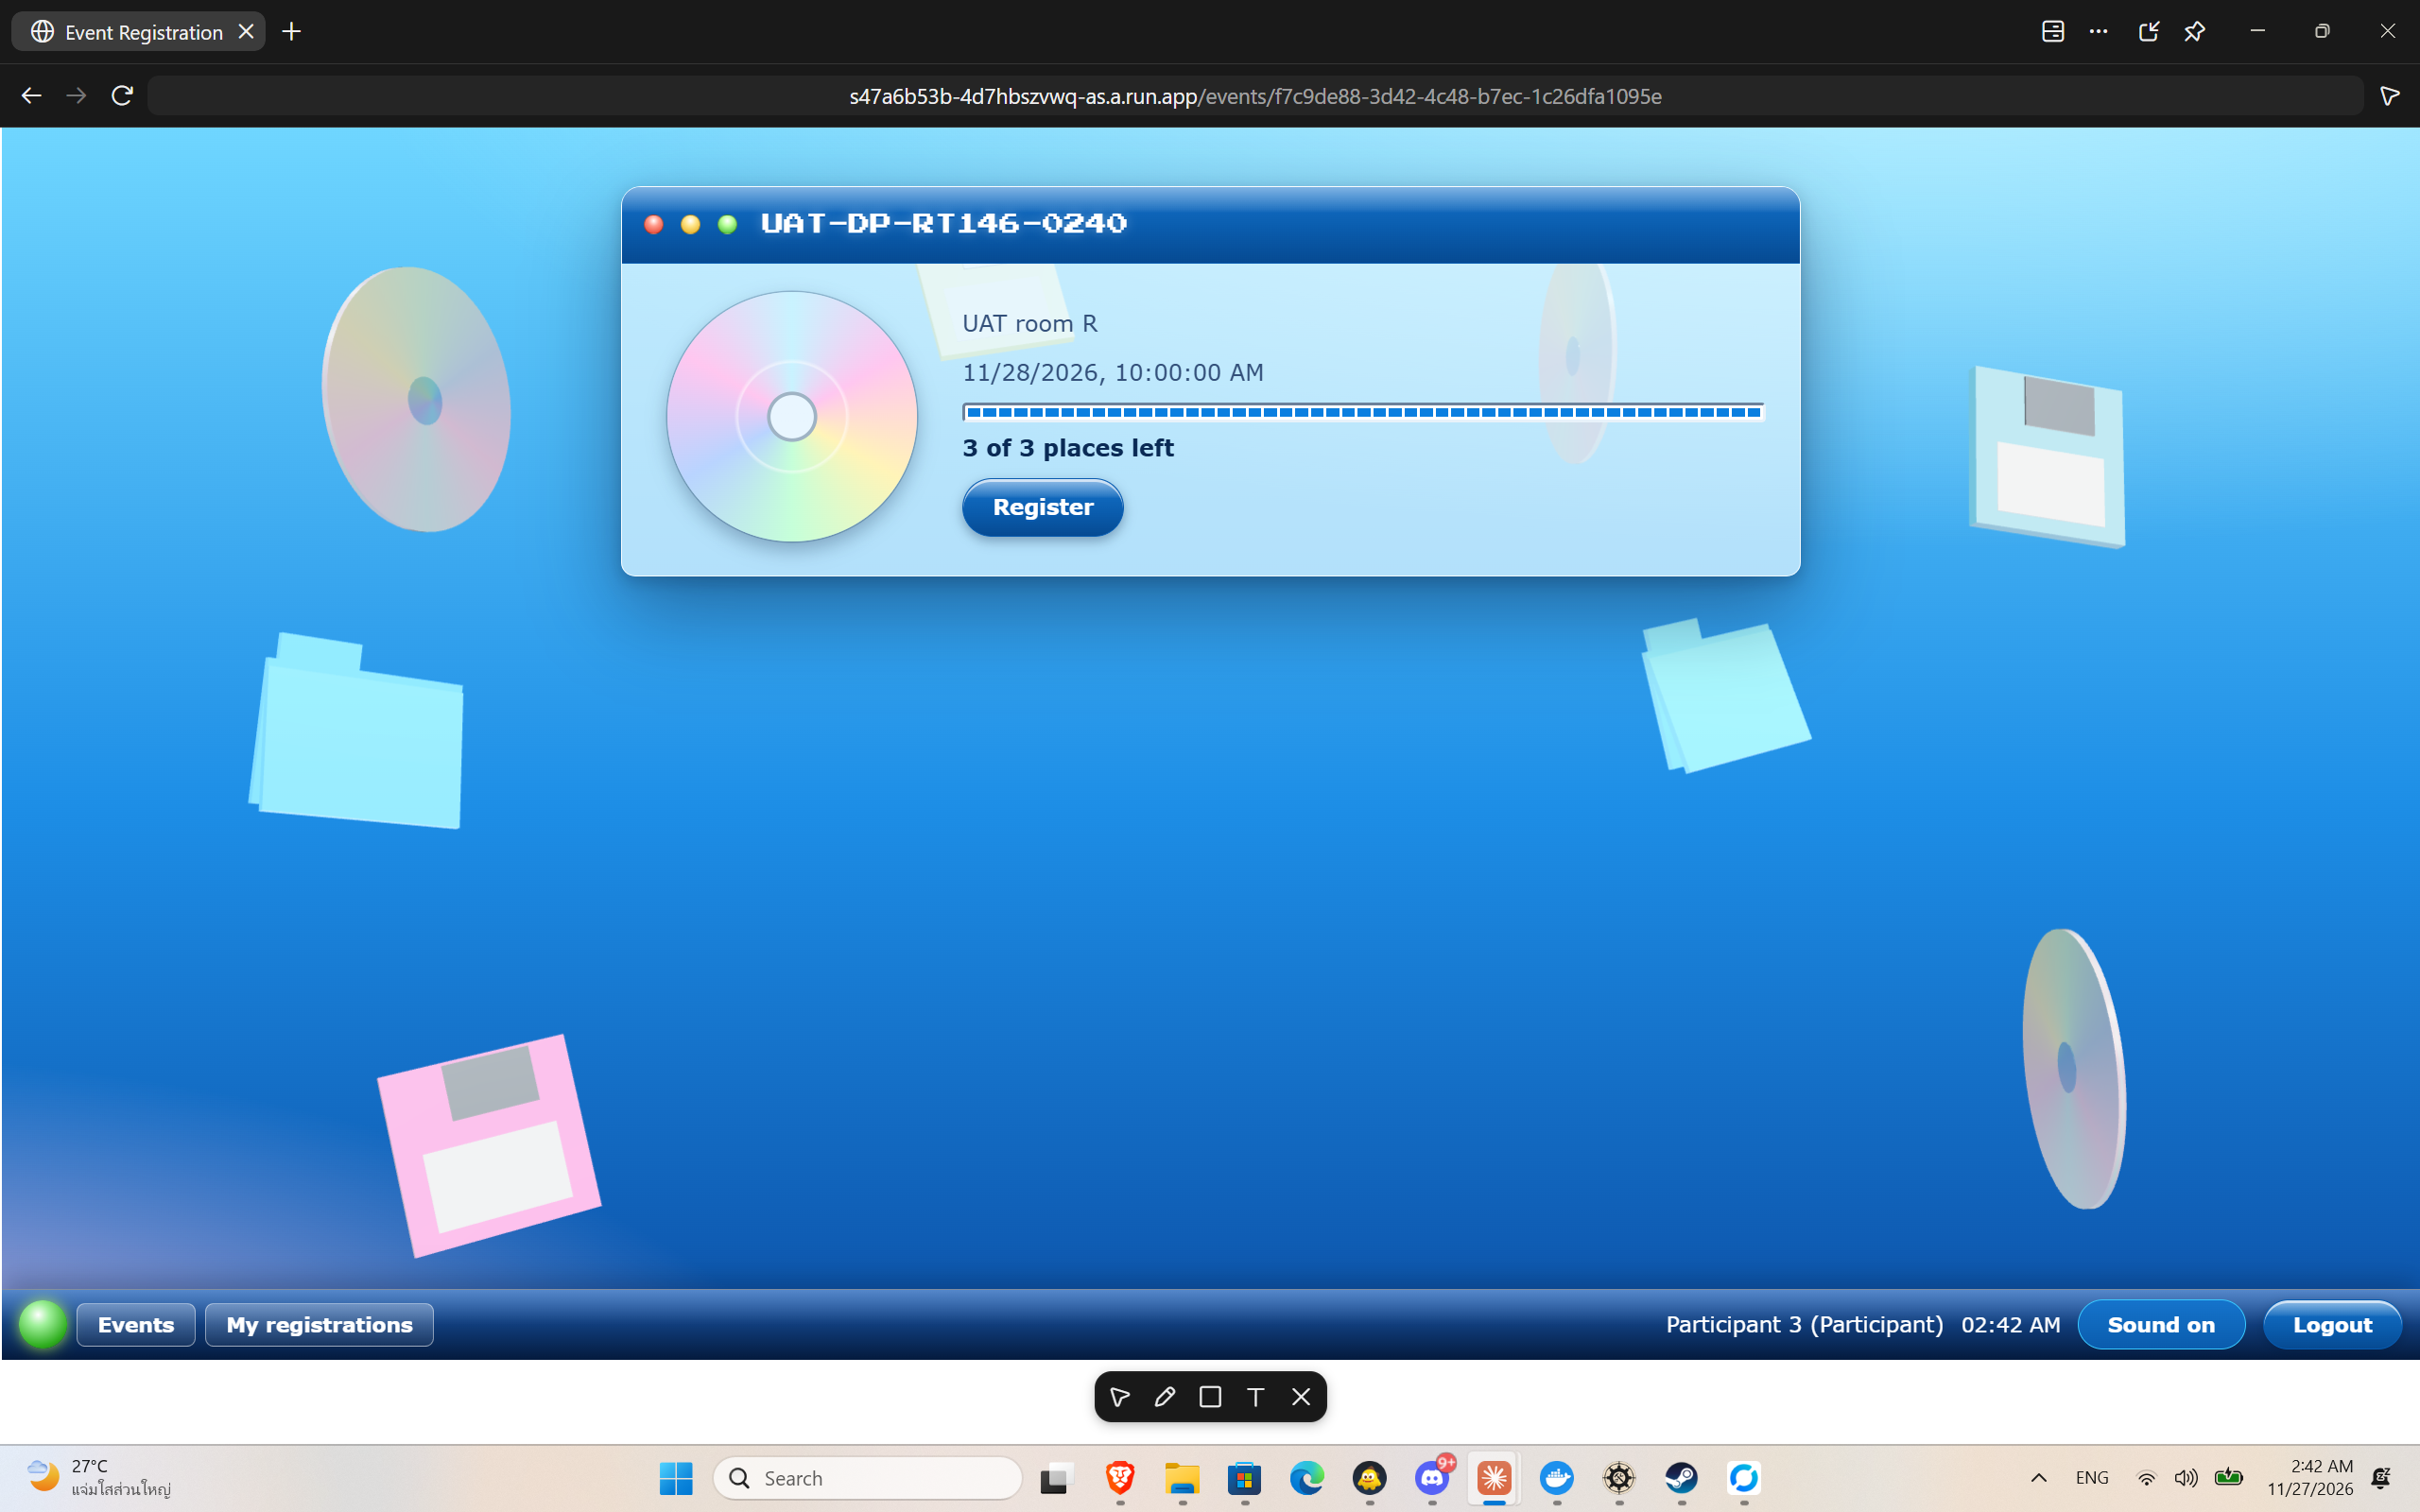 Event Registration
s47a6b53b-4d7hbszvwq-as.a.run.app/events/f7c9de88-3d42-4c48-b7ec-1c26dfa1095e
UAT-DP-RT146-0240
UAT room R
11/28/2026, 10:00:00 AM
3 of 3 places left
Register
Events
My registrations
Participant 3 (Participant)
02:42 AM
Sound on
Logout
27°C
แจ่มใสส่วนใหญ่
Search
9+
ENG
2:42 AM
11/27/2026